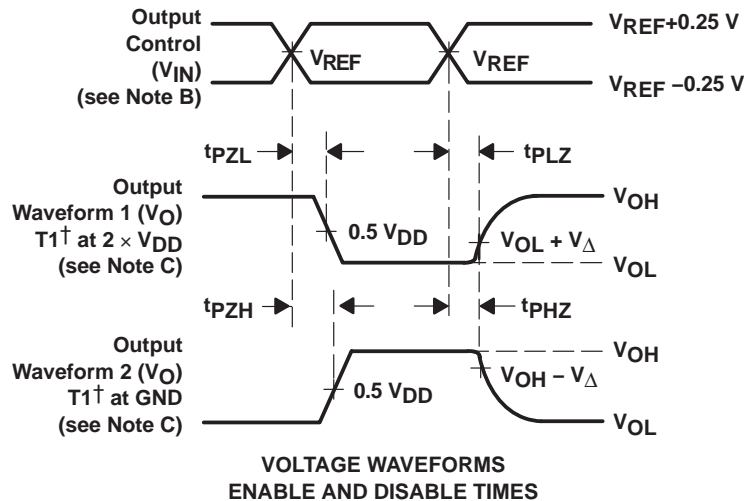 Output
Control
(VIN)
(see Note B)
VREF
VREF
VREF+0.25 V
VREF −0.25 V
tPZL
tPLZ
Output
Waveform 1 (VO)
T1† at 2 × VDD
(see Note C)
0.5 VDD
VOH
VOL + VΔ
VOL
tPZH
tPHZ
Output
Waveform 2 (VO)
T1† at GND
(see Note C)
0.5 VDD
VOH
VOH − VΔ
VOL
VOLTAGE WAVEFORMS
ENABLE AND DISABLE TIMES